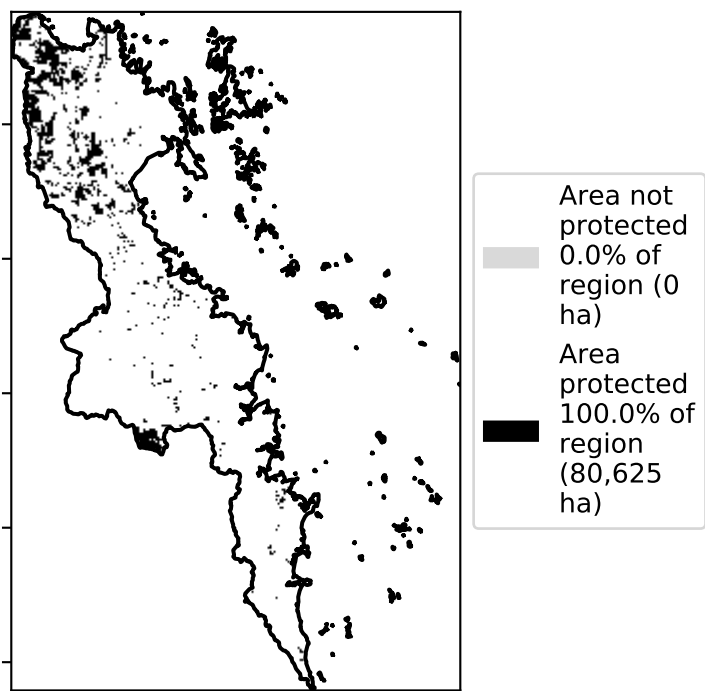 Area not
protected
0.0% of
region (0
ha)
Area
protected
100.0% of
region
(80,625
ha)